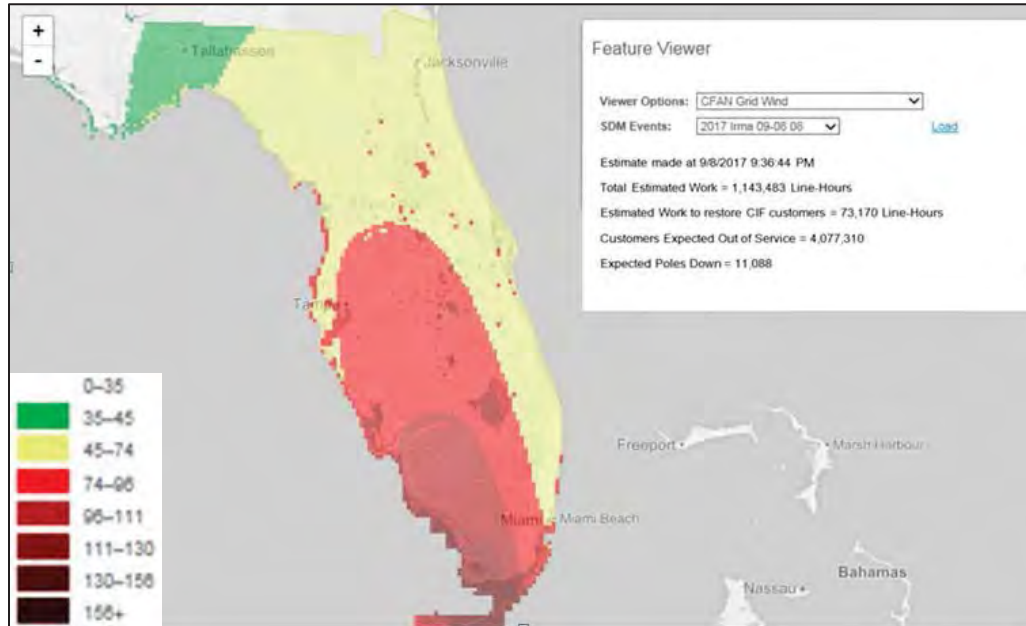 +
-
Tallahassee
Jacksonville
Feature Viewer
Viewer Options: CFAN Grid Wind
SDM Events: 2017 Irma 09-08 08
Load
Estimate made at 9/8/2017 9:36:44 PM
Total Estimated Work = 1,143,483 Line-Hours
Estimated Work to restore CIF customers = 73,170 Line-Hours
Customers Expected Out of Service = 4,077,310
Expected Poles Down = 11,088
0–35
35–45
45–74
74–96
96–111
111–130
130–156
156+
Freeport
Marsh Harbour
Miami
Miami Beach
Bahamas
Nassau